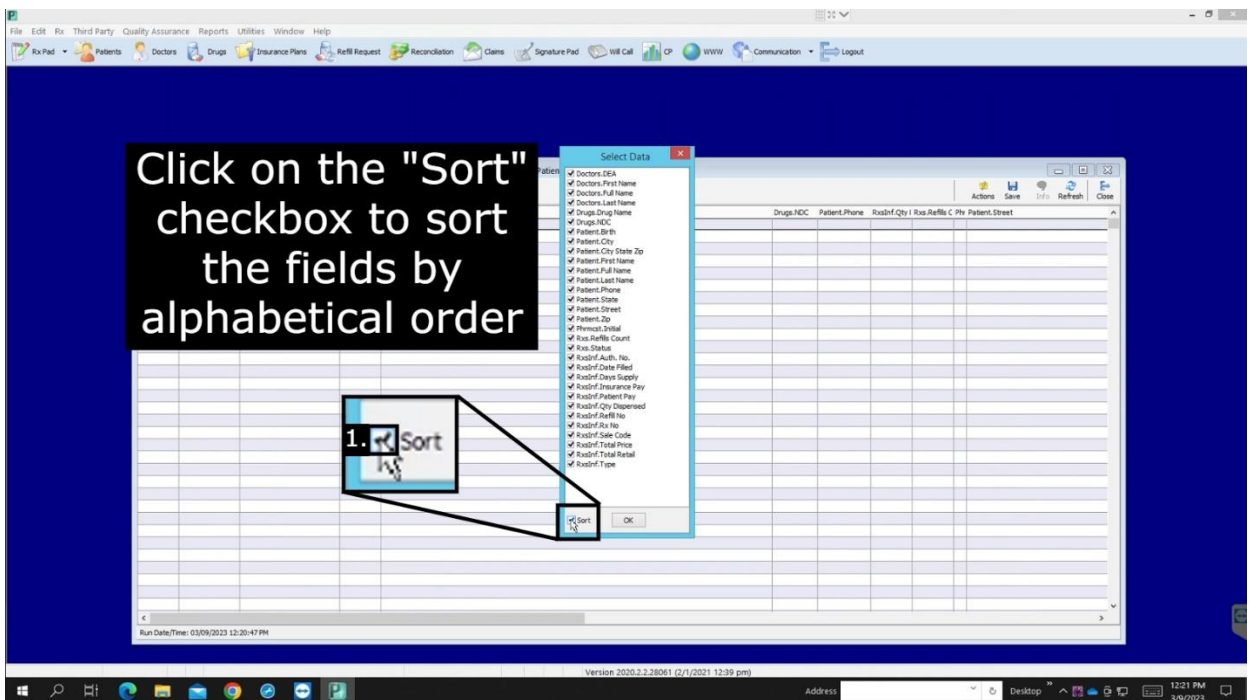 File Edit Rx Third Party Quality Assurance Reports Utilities Window Help
Rx Pad Patients Doctors Drugs Insurance Plans Refill Request Reconciliation Claims Signature Pad Will Call CP WWW Communication Logout
Click on the "Sort"
checkbox to sort
the fields by
alphabetical order
Select Data
Doctors.DEA
Doctors.First Name
Doctors.Full Name
Doctors.Last Name
Drugs.Drug Name
Drugs.NDC
Patient.Birth
Patient.City
Patient.City State Zip
Patient.First Name
Patient.Full Name
Patient.Last Name
Patient.Phone
Patient.State
Patient.Street
Patient.Zip
Phrmcst.Initial
Rxs.Refills Count
Rxs.Status
RxsInf.Auth. No.
RxsInf.Date Filled
RxsInf.Days Supply
RxsInf.Insurance Pay
RxsInf.Patient Pay
RxsInf.Qty Dispensed
RxsInf.Refill No
RxsInf.Rx No
RxsInf.Sale Code
RxsInf.Total Price
RxsInf.Total Retail
RxsInf.Type
Sort OK
1. Sort
Patien
Actions Save Info Refresh Close
Drugs.NDC Patient.Phone RxsInf.Qty I Rxs.Refills C Phr Patient.Street
Run Date/Time: 03/09/2023 12:20:47 PM
Version 2020.2.2.28061 (2/1/2021 12:39 pm)
Address Desktop 12:21 PM
3/9/2023